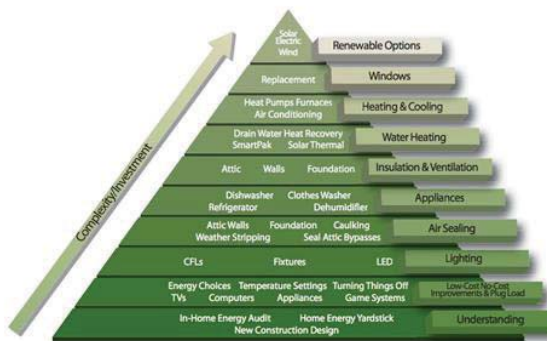 Solar
Electric
Wind
Renewable Options
Replacement
Windows
Heat Pumps Furnaces
Air Conditioning
Heating & Cooling
Drain Water Heat Recovery
SmartPak Solar Thermal
Water Heating
Attic Walls Foundation
Insulation & Ventilation
Dishwasher Clothes Washer
Refrigerator Dehumidifier
Appliances
Attic Walls Foundation Caulking
Weather Stripping Seal Attic Bypasses
Air Sealing
CFLs Fixtures LED
Lighting
Energy Choices Temperature Settings Turning Things Off
TVs Computers Appliances Game Systems
Low-Cost No-Cost
Improvements & Plug Load
In-Home Energy Audit Home Energy Yardstick
New Construction Design
Understanding
Complexity/Investment